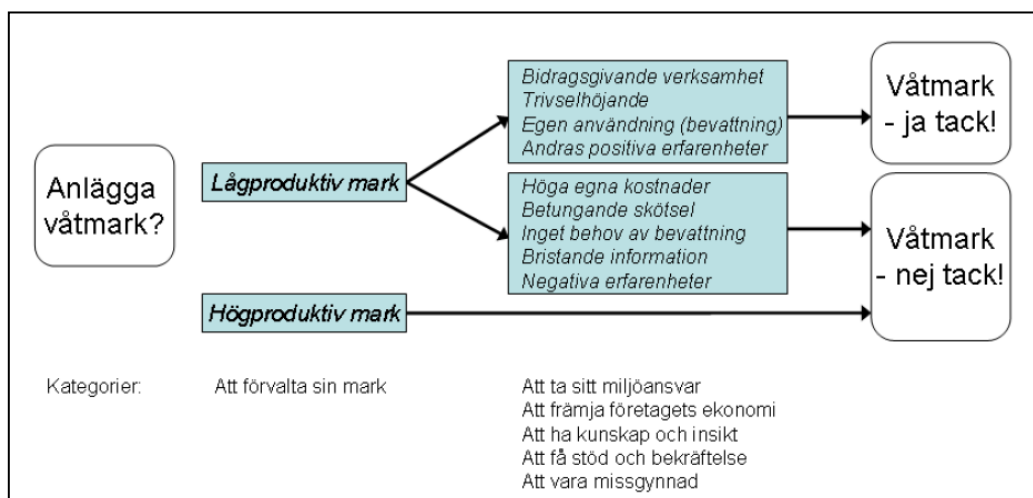 Anlägga
våtmark?
Lågproduktiv mark
Högproduktiv mark
Bidragsgivande verksamhet
Trivselhöjande
Egen användning (bevattning)
Andras positiva erfarenheter
Höga egna kostnader
Betungande skötsel
Inget behov av bevattning
Bristande information
Negativa erfarenheter
Våtmark
- ja tack!
Våtmark
- nej tack!
Kategorier:
Att förvalta sin mark
Att ta sitt miljöansvar
Att främja företagets ekonomi
Att ha kunskap och insikt
Att få stöd och bekräftelse
Att vara missgynnad